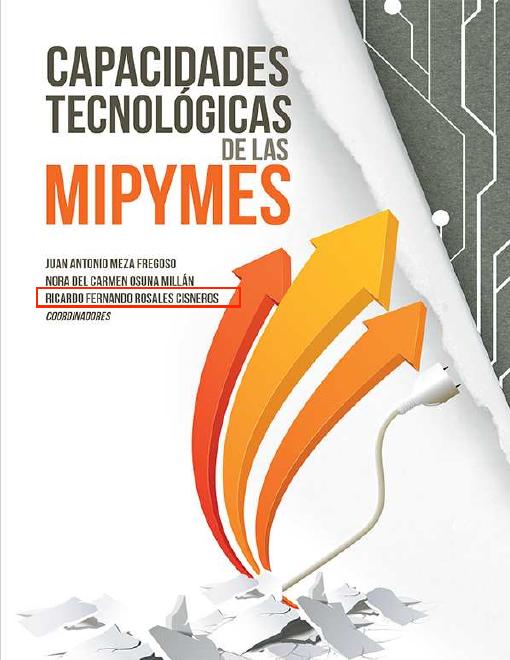 CAPACIDADES
TECNOLÓGICAS
DE LAS
MIPYMES
JUAN ANTONIO MEZA FREGOSO
NORA DEL CARMEN OSUNA MILLÁN
RICARDO FERNANDO ROSALES CISNEROS
COORDINADORES